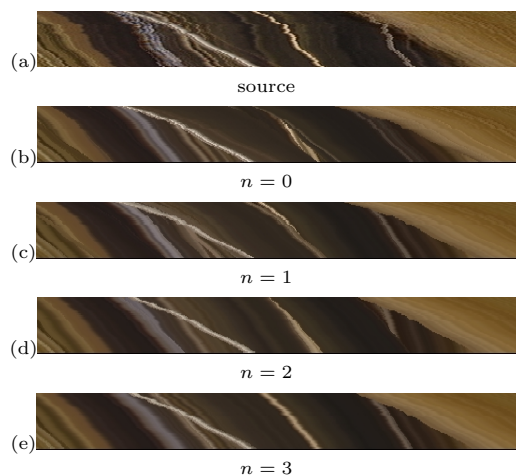 (a)
source
(b)
n = 0
(c)
n = 1
(d)
n = 2
(e)
n = 3